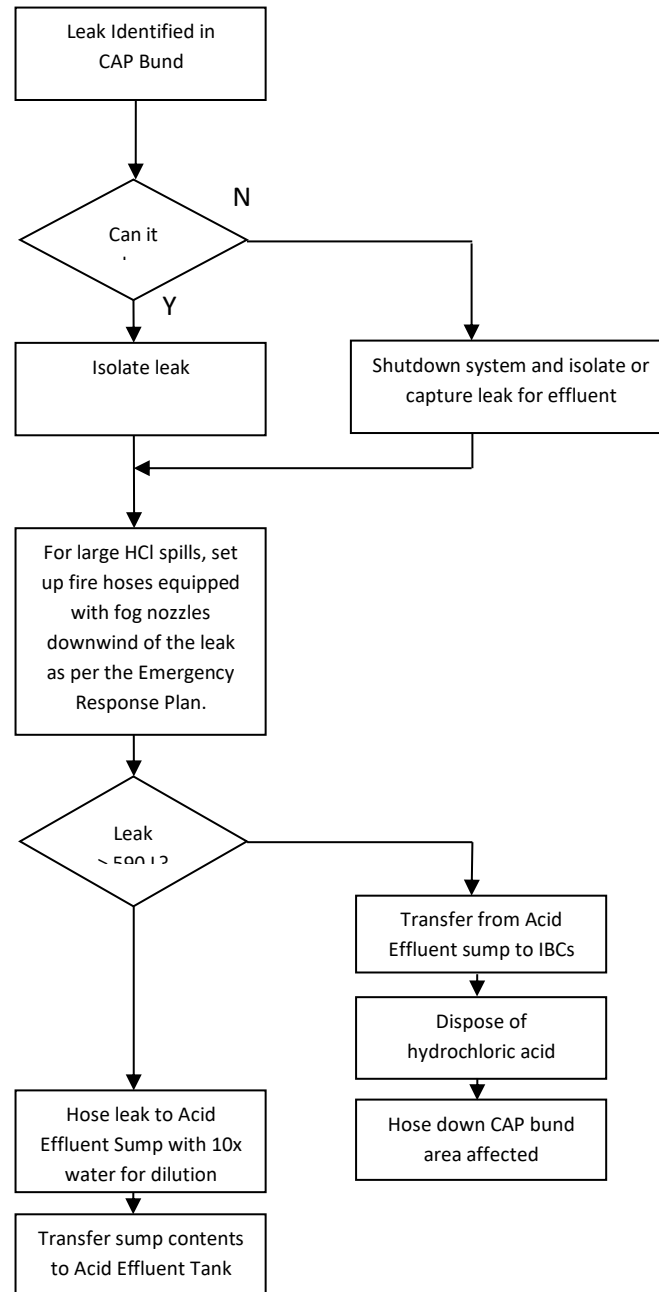 Leak Identified in
CAP Bund
N
Can it
Y
Isolate leak
Shutdown system and isolate or
capture leak for effluent
For large HCl spills, set
up fire hoses equipped
with fog nozzles
downwind of the leak
as per the Emergency
Response Plan.
Leak
> 590 L?
Transfer from Acid
Effluent sump to IBCs
Dispose of
hydrochloric acid
Hose down CAP bund
area affected
Hose leak to Acid
Effluent Sump with 10x
water for dilution
Transfer sump contents
to Acid Effluent Tank